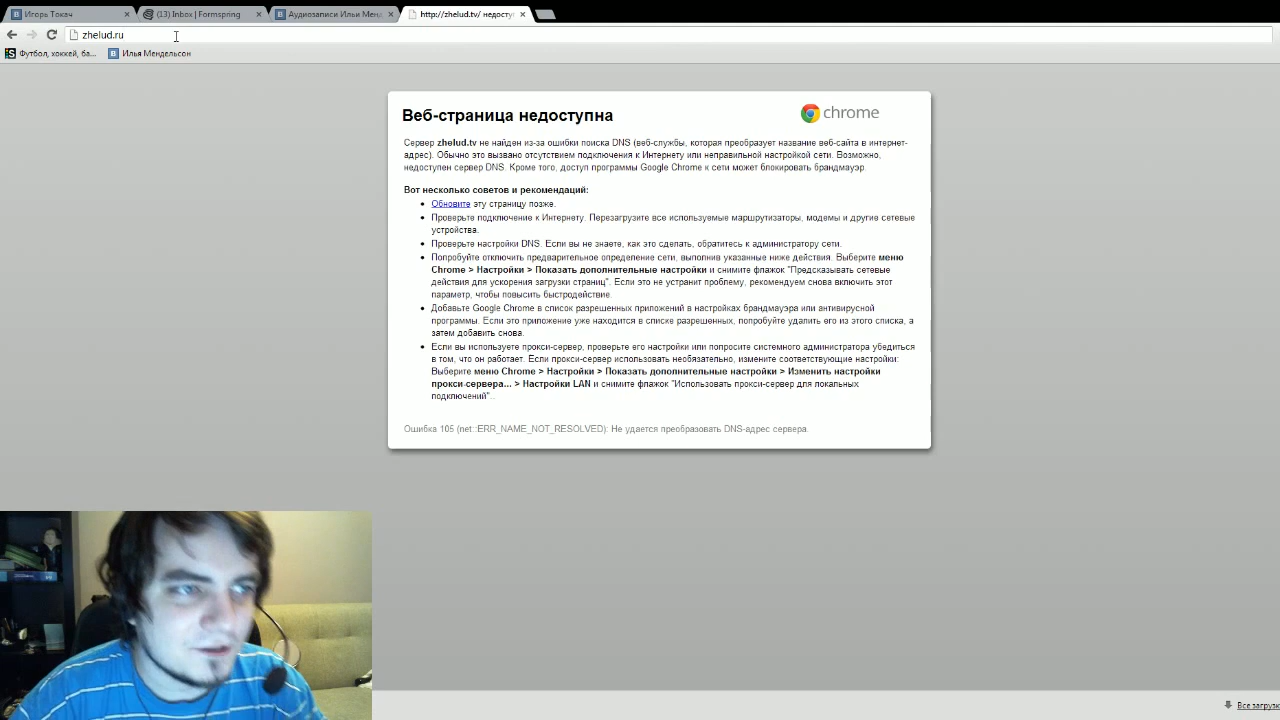 Игорь Токач
(13) Inbox | Formspring
Аудиозаписи Ильи Менд
http://zhelud.tv/ недосту
zhelud.ru
Футбол, хоккей, ба...
Илья Мендельсон
Веб-страница недоступна
chrome
Сервер zhelud.tv не найден из-за ошибки поиска DNS (веб-службы, которая преобразует название веб-сайта в интернет-
адрес). Обычно это вызвано отсутствием подключения к Интернету или неправильной настройкой сети. Возможно,
недоступен сервер DNS. Кроме того, доступ программы Google Chrome к сети может блокировать брандмауэр.
Вот несколько советов и рекомендаций:
• Обновите эту страницу позже.
• Проверьте подключение к Интернету. Перезагрузите все используемые маршрутизаторы, модемы и другие сетевые
устройства.
• Проверьте настройки DNS. Если вы не знаете, как это сделать, обратитесь к администратору сети.
• Попробуйте отключить предварительное определение сети, выполнив указанные ниже действия. Выберите меню
Chrome > Настройки > Показать дополнительные настройки и снимите флажок "Предсказывать сетевые
действия для ускорения загрузки страниц". Если это не устранит проблему, рекомендуем снова включить этот
параметр, чтобы повысить быстродействие.
• Добавьте Google Chrome в список разрешенных приложений в настройках брандмауэра или антивирусной
программы. Если это приложение уже находится в списке разрешенных, попробуйте удалить его из этого списка, а
затем добавить снова.
• Если вы используете прокси-сервер, проверьте его настройки или попросите системного администратора убедиться
в том, что он работает. Если прокси-сервер использовать необязательно, измените соответствующие настройки:
Выберите меню Chrome > Настройки > Показать дополнительные настройки > Изменить настройки
прокси-сервера... > Настройки LAN и снимите флажок "Использовать прокси-сервер для локальных
подключений"..
Ошибка 105 (net::ERR_NAME_NOT_RESOLVED): Не удается преобразовать DNS-адрес сервера.
Все загрузк